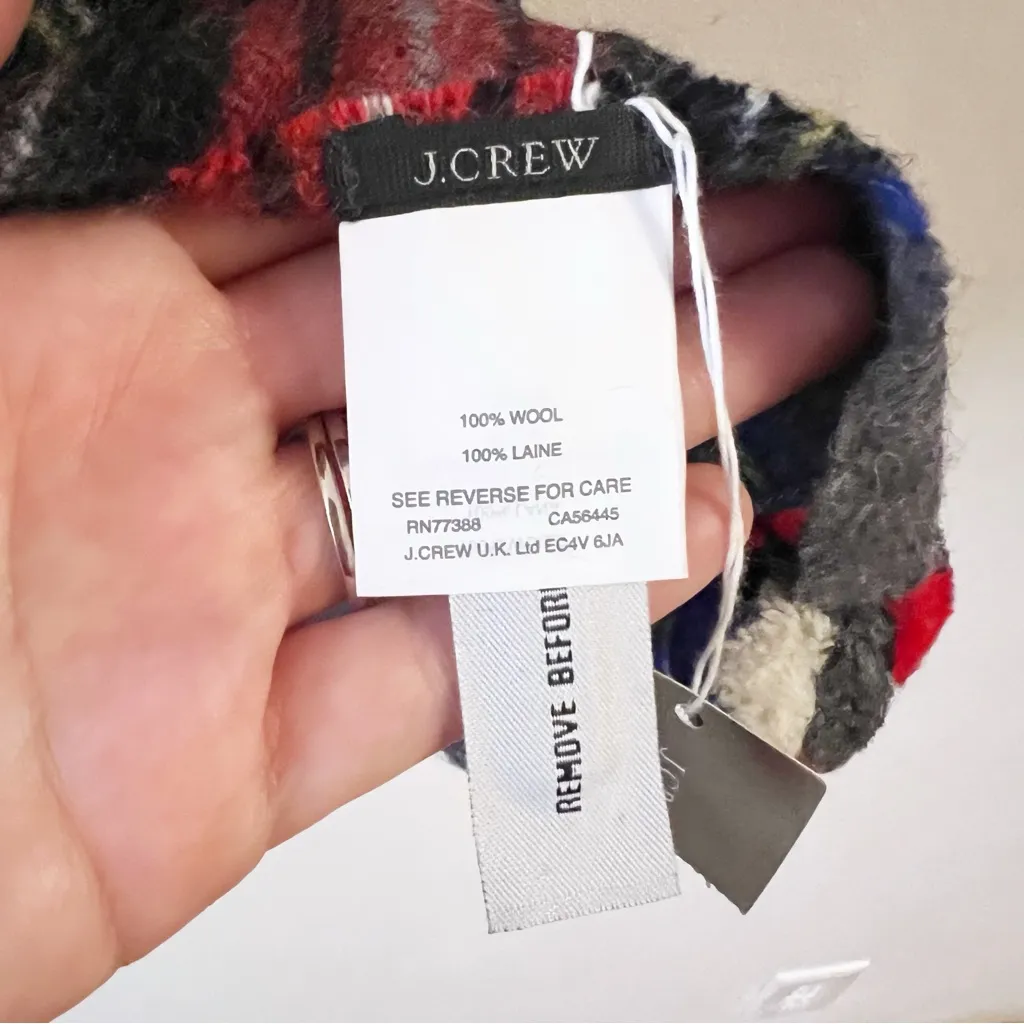 J.CREW
100% WOOL
100% LAINE
SEE REVERSE FOR CARE
RN77388 CA56445
J.CREW U.K. Ltd EC4V 6JA
REMOVE BEFOR